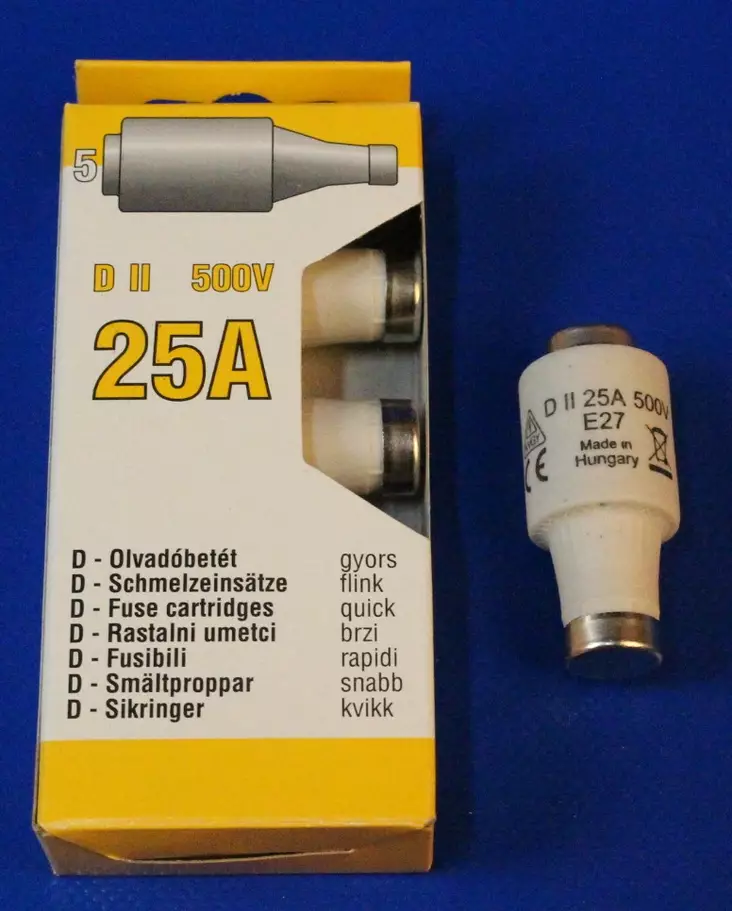 5
D II 500V
25A
D - Olvadóbetét gyors
D - Schmelzeinsätze flink
D - Fuse cartridges quick
D - Rastalni umetci brzi
D - Fusibili rapidi
D - Smältproppar snabb
D - Sikringer kvikk
D II 25A 500V
E27
Made in
Hungary
CE